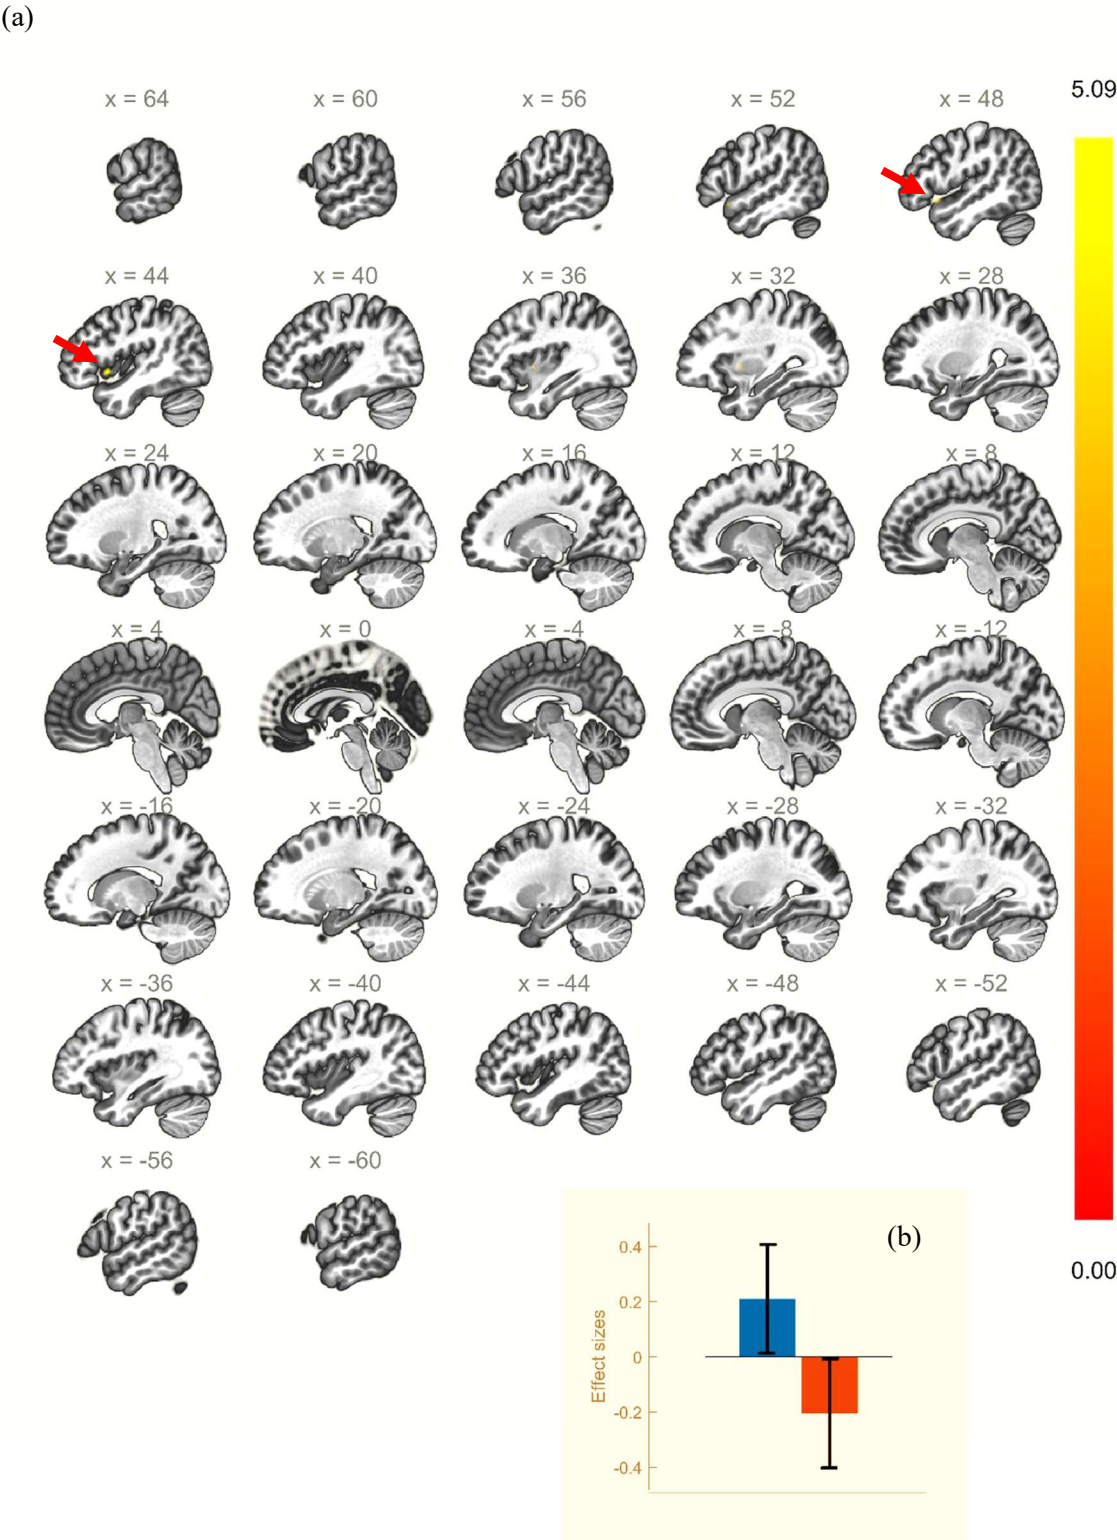 (a)
5.09
x = 64 x = 60 x = 56 x = 52 x = 48
x = 44 x = 40 x = 36 x = 32 x = 28
x = 24 x = 20 x = 16 x = 12 x = 8
x = 4 x = 0 x = -4 x = -8 x = -12
x = -16 x = -20 x = -24 x = -28 x = -32
x = -36 x = -40 x = -44 x = -48 x = -52
x = -56 x = -60
0.00
(b)
Effect sizes
0.4
0.2
0
-0.2
-0.4